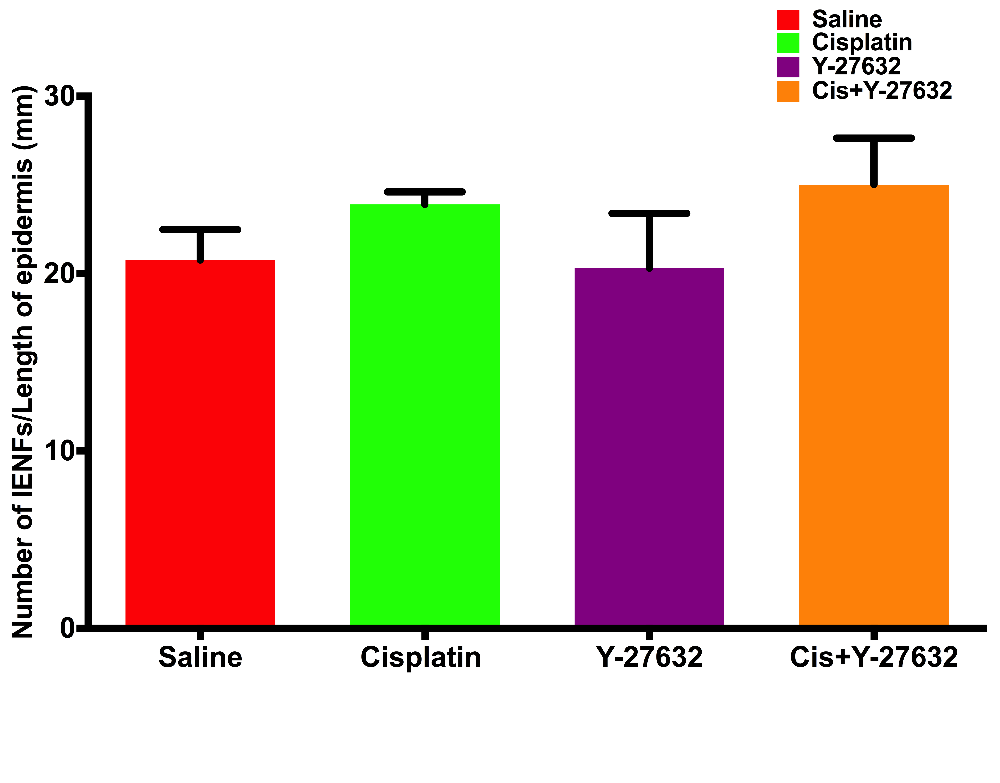 Saline
Cisplatin
Y-27632
Cis+Y-27632
Number of IENFs/Length of epidermis (mm)
30
20
10
0
Saline
Cisplatin
Y-27632
Cis+Y-27632